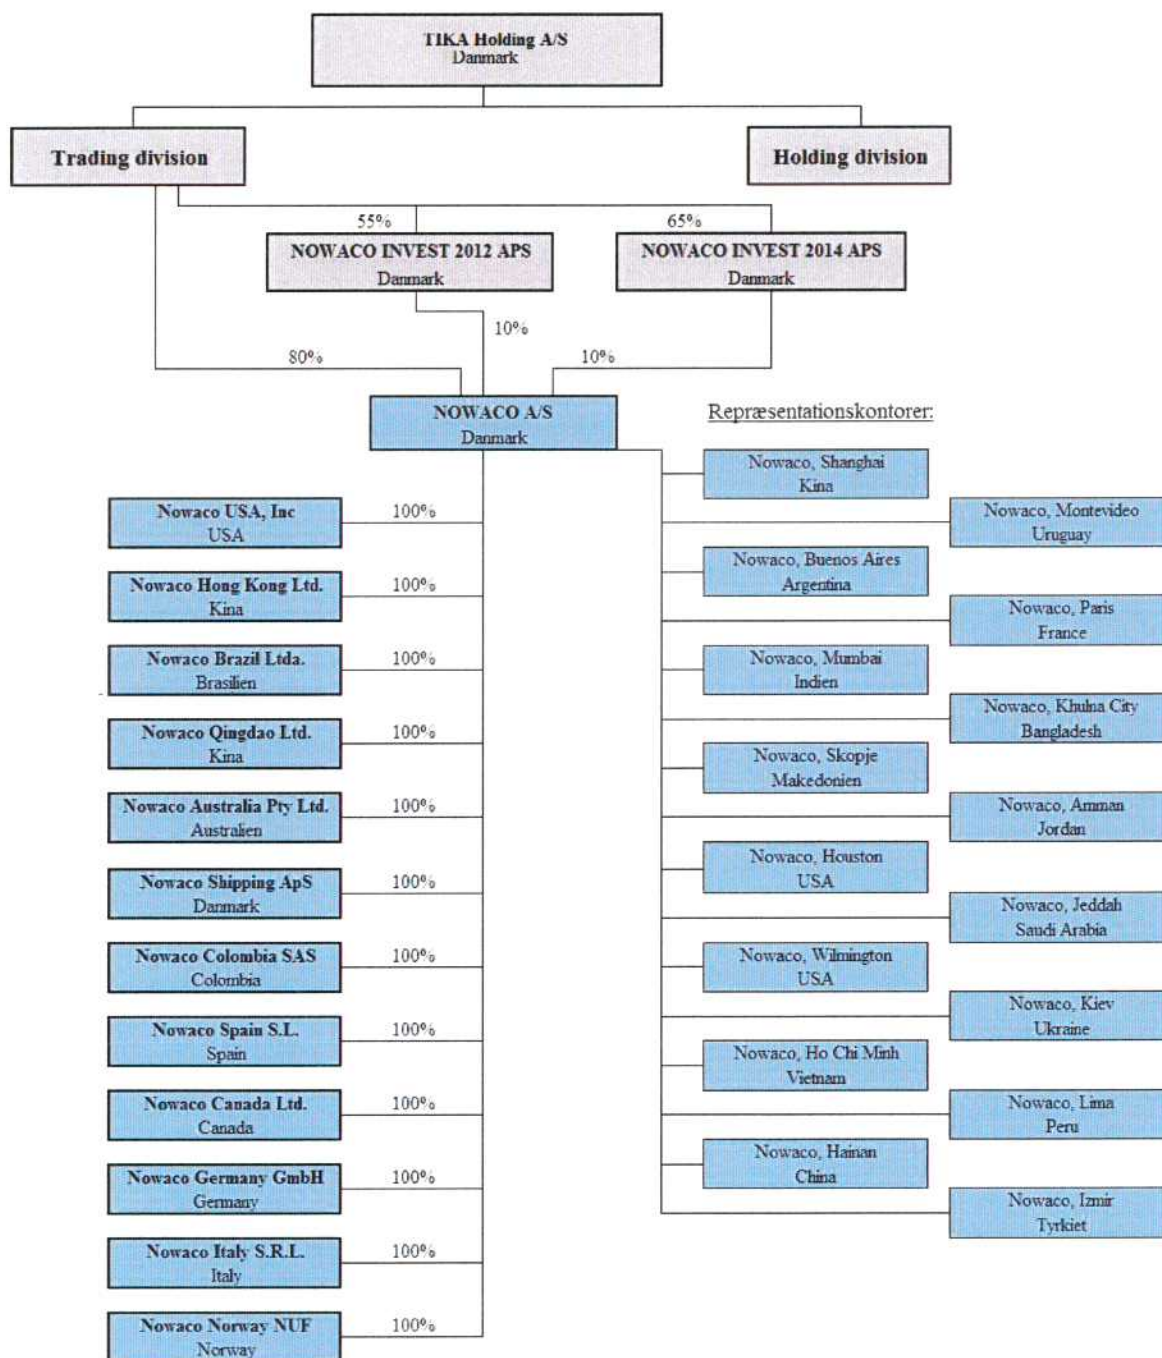 TIKA Holding A/S
Danmark
Trading division
Holding division
55%
65%
NOWACO INVEST 2012 APS
Danmark
NOWACO INVEST 2014 APS
Danmark
10%
80%
10%
NOWACO A/S
Danmark
Repræsentationskontorer:
Nowaco USA, Inc
USA
100%
Nowaco Hong Kong Ltd.
Kina
100%
Nowaco Brazil Ltda.
Brasilien
100%
Nowaco Qingdao Ltd.
Kina
100%
Nowaco Australia Pty Ltd.
Australien
100%
Nowaco Shipping ApS
Danmark
100%
Nowaco Colombia SAS
Colombia
100%
Nowaco Spain S.L.
Spain
100%
Nowaco Canada Ltd.
Canada
100%
Nowaco Germany GmbH
Germany
100%
Nowaco Italy S.R.L.
Italy
100%
Nowaco Norway NUF
Norway
100%
Nowaco, Shanghai
Kina
Nowaco, Montevideo
Uruguay
Nowaco, Buenos Aires
Argentina
Nowaco, Paris
France
Nowaco, Mumbai
Indien
Nowaco, Khulna City
Bangladesh
Nowaco, Skopje
Makedonien
Nowaco, Amman
Jordan
Nowaco, Houston
USA
Nowaco, Jeddah
Saudi Arabia
Nowaco, Wilmington
USA
Nowaco, Kiev
Ukraine
Nowaco, Ho Chi Minh
Vietnam
Nowaco, Lima
Peru
Nowaco, Hainan
China
Nowaco, Izmir
Tyrkiet